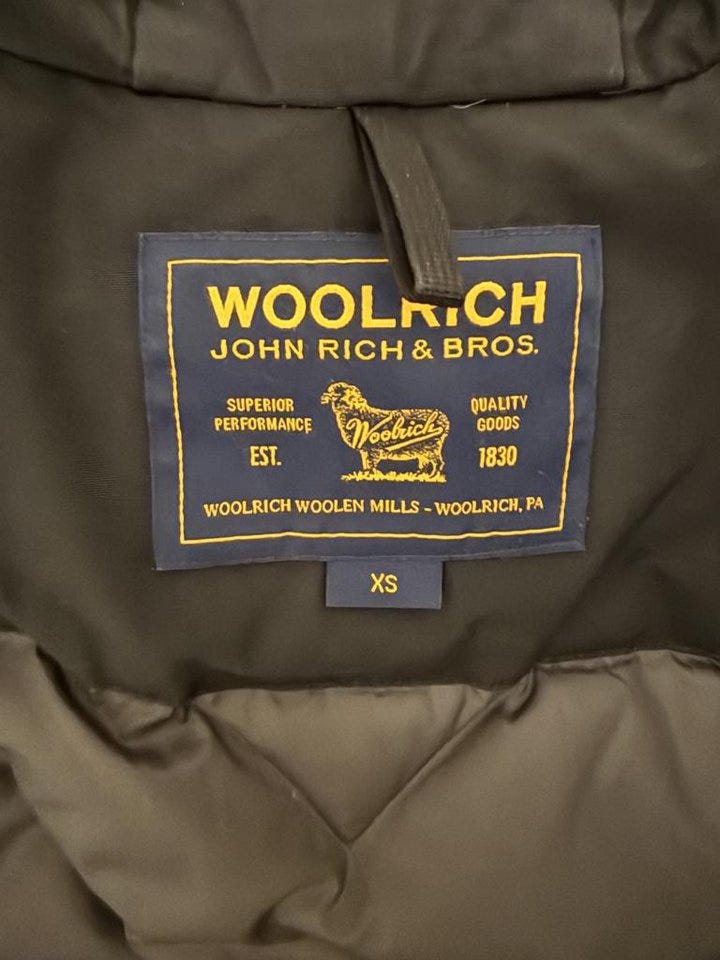 WOOLRICH
JOHN RICH & BROS.
SUPERIOR
PERFORMANCE
EST.
Woolrich
QUALITY
GOODS
1830
WOOLRICH WOOLEN MILLS - WOOLRICH, PA
XS